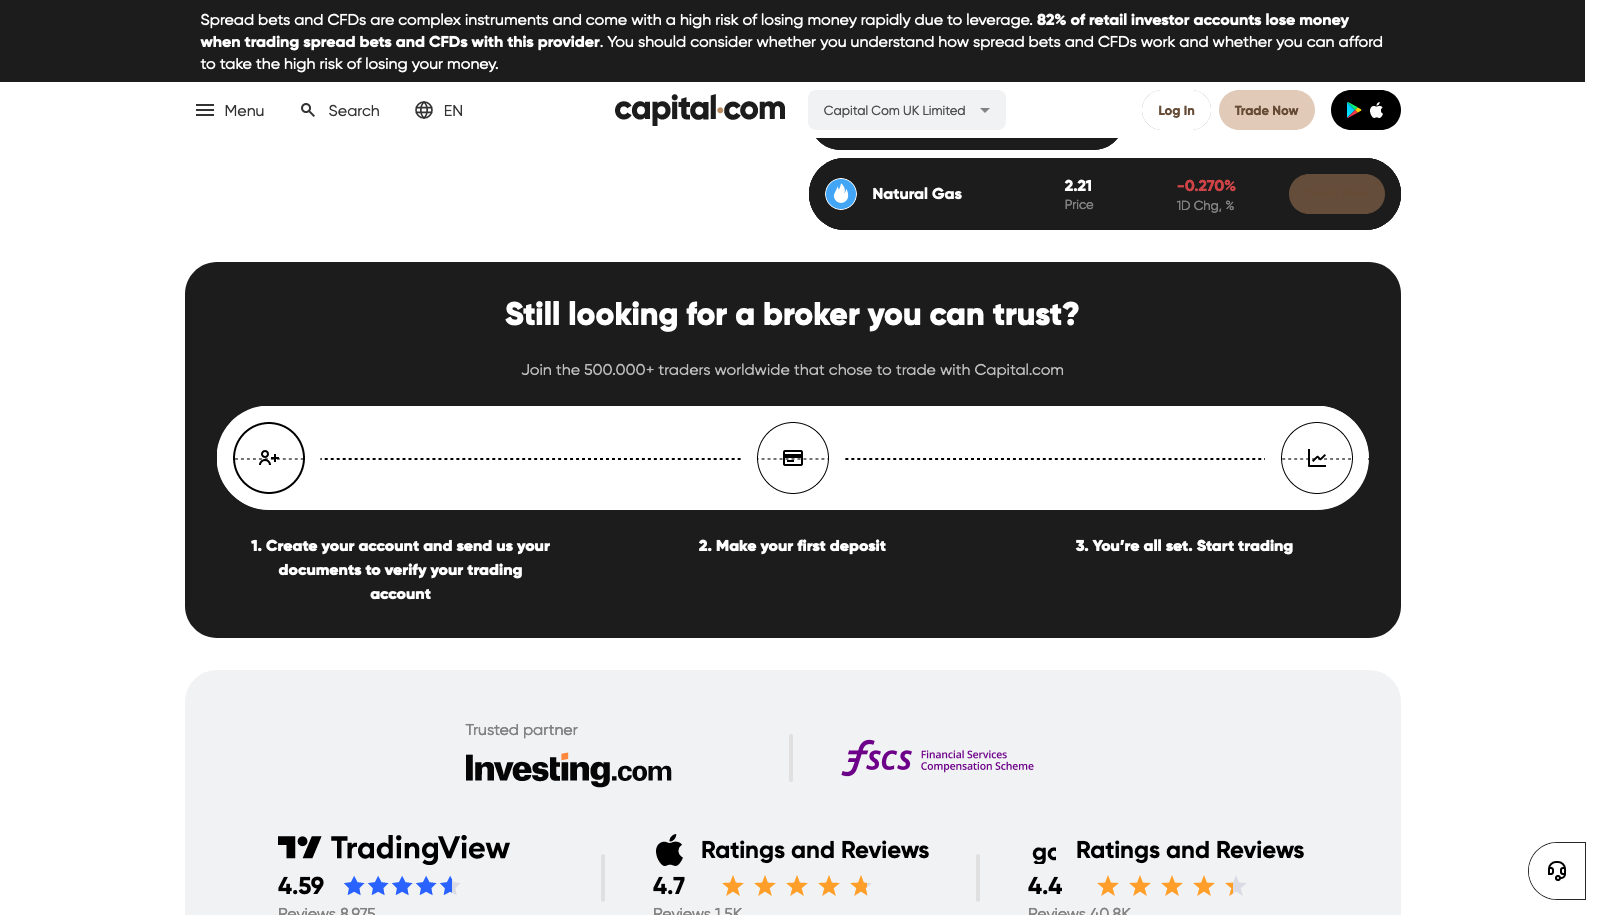 Spread bets and CFDs are complex instruments and come with a high risk of losing money rapidly due to leverage. 82% of retail investor accounts lose money
when trading spread bets and CFDs with this provider. You should consider whether you understand how spread bets and CFDs work and whether you can afford
to take the high risk of losing your money.
Menu
Search
EN
capital.com
Capital Com UK Limited
Log In
Trade Now
Natural Gas
2.21
Price
-0.270%
1D Chg, %
Still looking for a broker you can trust?
Join the 500.000+ traders worldwide that chose to trade with Capital.com
1. Create your account and send us your
documents to verify your trading
account
2. Make your first deposit
3. You’re all set. Start trading
Trusted partner
Investing.com
fscs Financial Services
Compensation Scheme
TradingView
4.59
Reviews 8,975
Ratings and Reviews
4.7
Reviews 1.5K
Ratings and Reviews
4.4
Reviews 40.8K